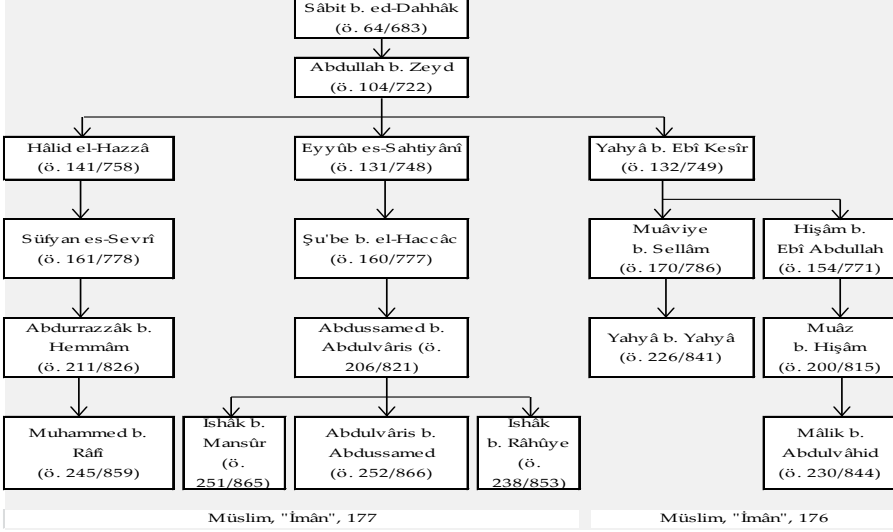 Sâbit b. ed-Dahhâk
(ö. 64/683)
Abdullah b. Zeyd
(ö. 104/722)
Hâlid el-Hazzâ
(ö. 141/758)
Eyyûb es-Sahtiyânî
(ö. 131/748)
Yahyâ b. Ebî Kesîr
(ö. 132/749)
Süfyan es-Sevrî
(ö. 161/778)
Şu'be b. el-Haccâc
(ö. 160/777)
Muâviye
b. Sellâm
(ö. 170/786)
Hişâm b.
Ebî Abdullah
(ö. 154/771)
Abdurrazzâk b.
Hemmâm
(ö. 211/826)
Abdussamed b.
Abdulvâris (ö.
206/821)
Yahyâ b. Yahyâ
(ö. 226/841)
Muâz
b. Hişâm
(ö. 200/815)
Muhammed b.
Râfî
(ö. 245/859)
Ishâk b.
Mansûr
(ö.
251/865)
Abdulvâris b.
Abdussamed
(ö. 252/866)
Ishâk
b. Râhûye
(ö.
238/853)
Mâlik b.
Abdulvâhid
(ö. 230/844)
Müslim, "Îmân", 177
Müslim, "Îmân", 176